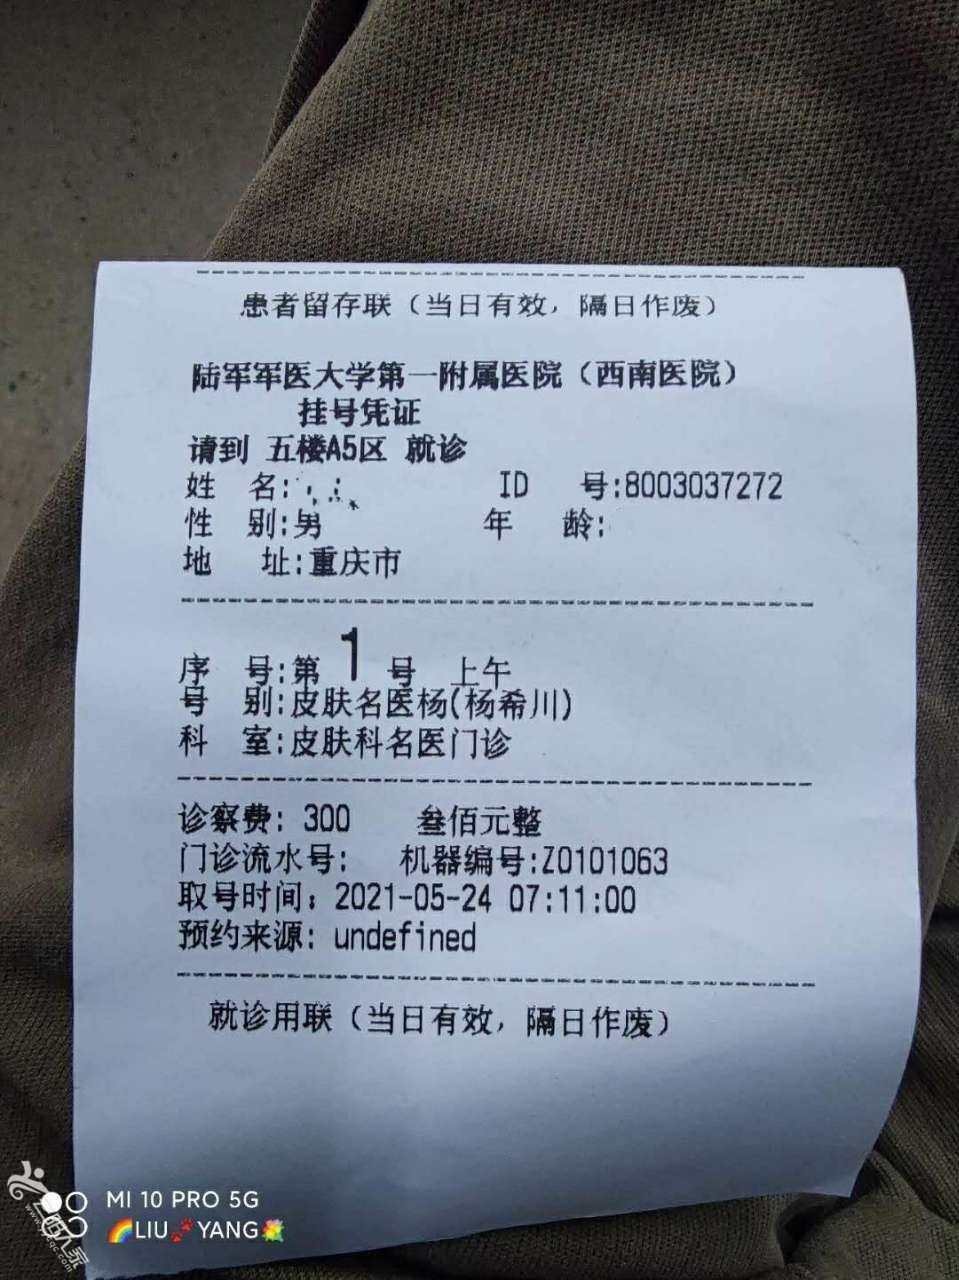 患者留存联（当日有效，隔日作废）
陆军军医大学第一附属医院（西南医院）
挂号凭证
请到 五楼A5区 就诊
姓 名: ID 号:8003037272
性 别:男 年 龄:
地 址:重庆市
序 号:第 1 号 上午
号 别:皮肤名医杨(杨希川)
科 室:皮肤科名医门诊
诊察费: 300 叁佰元整
门诊流水号: 机器编号:Z0101063
取号时间: 2021-05-24 07:11:00
预约来源: undefined
就诊用联（当日有效，隔日作废）
MI 10 PRO 5G
🌈LIU🐾YANG💐